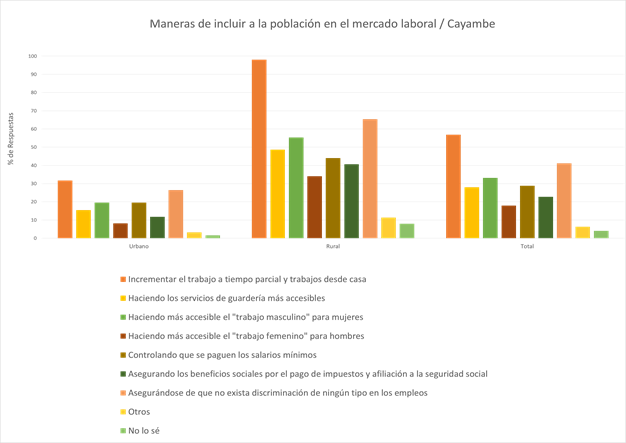 Maneras de incluir a la población en el mercado laboral / Cayambe
% de Respuestas
100
90
80
70
60
50
40
30
20
10
0
Urbano
Rural
Total
Incrementar el trabajo a tiempo parcial y trabajos desde casa
Haciendo los servicios de guardería más accesibles
Haciendo más accesible el "trabajo masculino" para mujeres
Haciendo más accesible el "trabajo femenino" para hombres
Controlando que se paguen los salarios mínimos
Asegurando los beneficios sociales por el pago de impuestos y afiliación a la seguridad social
Asegurándose de que no exista discriminación de ningún tipo en los empleos
Otros
No lo sé